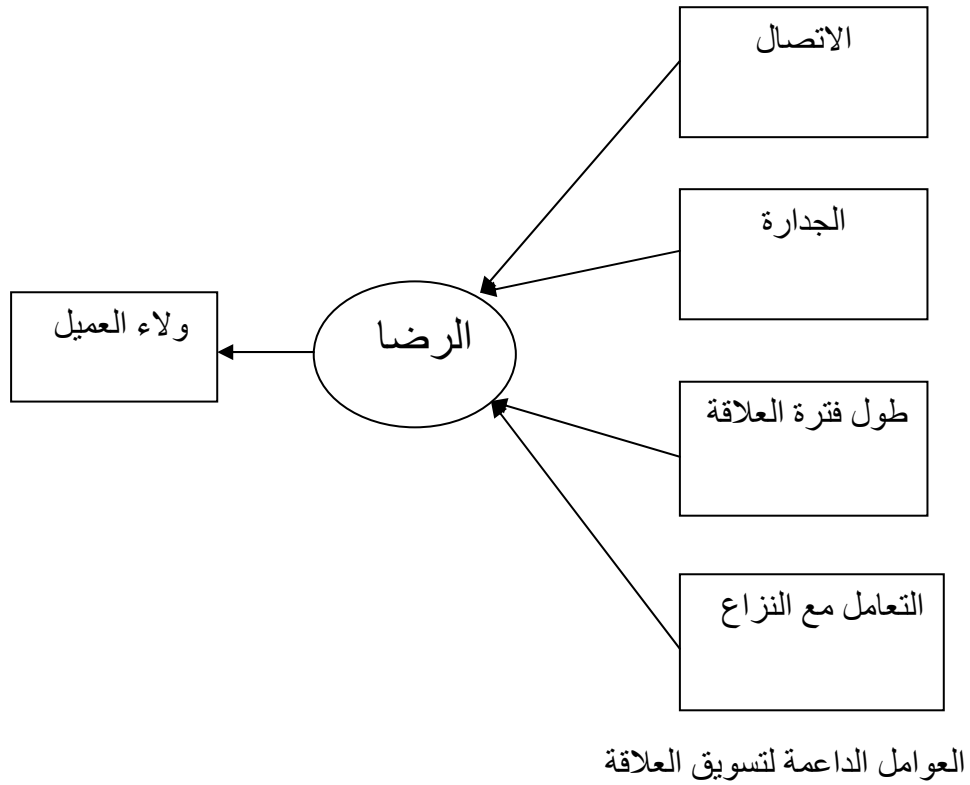 الاتصال
الجدارة
ولاء العميل
الرضا
طول فترة العلاقة
التعامل مع النزاع
العوامل الداعمة لتسويق العلاقة